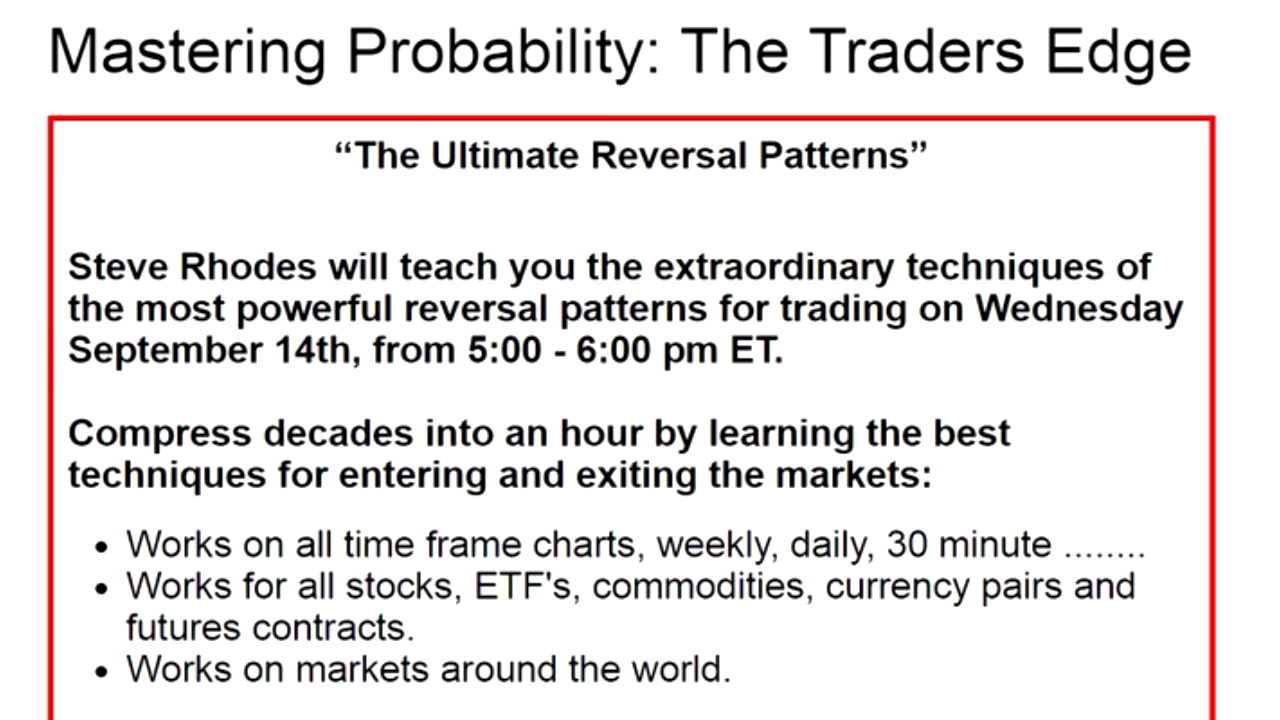 Mastering Probability: The Traders Edge
“The Ultimate Reversal Patterns”
Steve Rhodes will teach you the extraordinary techniques of
the most powerful reversal patterns for trading on Wednesday
September 14th, from 5:00 - 6:00 pm ET.
Compress decades into an hour by learning the best
techniques for entering and exiting the markets:
• Works on all time frame charts, weekly, daily, 30 minute ........
• Works for all stocks, ETF's, commodities, currency pairs and
futures contracts.
• Works on markets around the world.